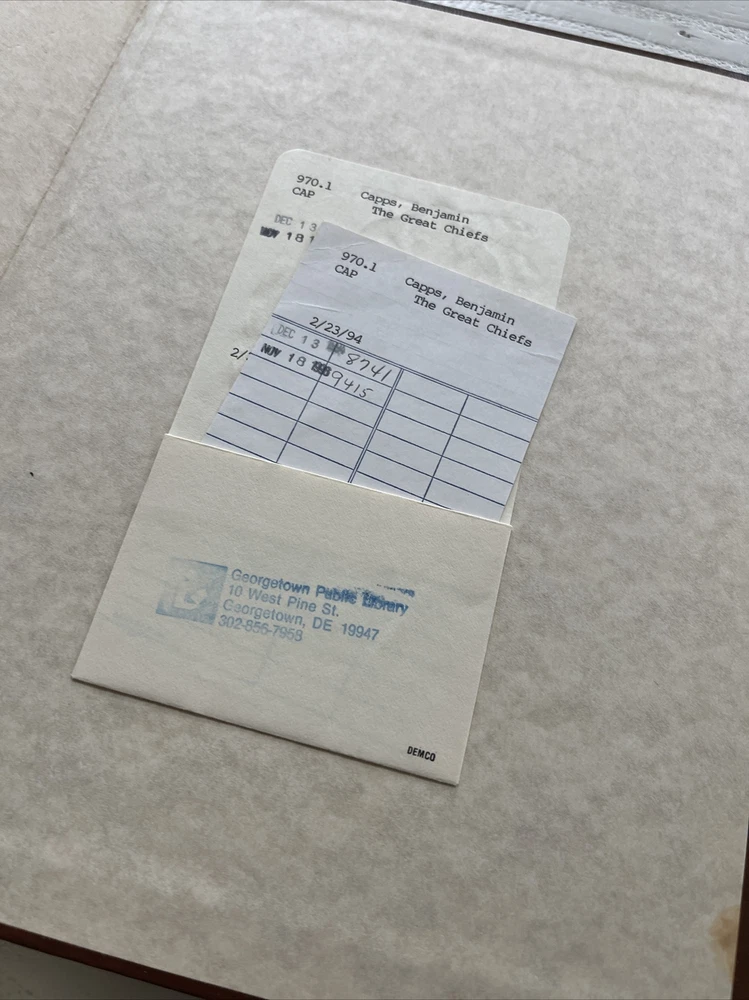 970.1
CAP
Capps, Benjamin
The Great Chiefs
DEC 13
NOV 18 1
2/
970.1
CAP
Capps, Benjamin
The Great Chiefs
2/23/94
DEC 13 8741
NOV 18 9415
Georgetown Public Library
10 West Pine St.
Georgetown, DE 19947
302-856-7958
DEMCO